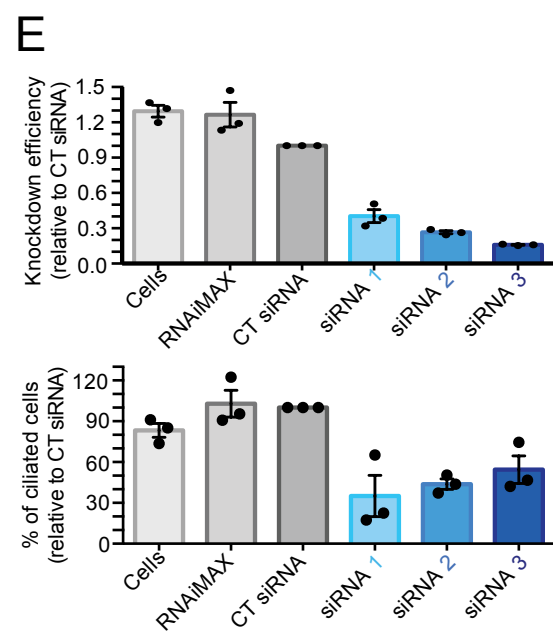 E
Knockdown efficiency
(relative to CT siRNA)
1.5
1.2
0.9
0.6
0.3
0.0
Cells
RNAiMAX
CT siRNA
siRNA 1
siRNA 2
siRNA 3
% of ciliated cells
(relative to CT siRNA)
120
90
60
30
0
Cells
RNAiMAX
CT siRNA
siRNA 1
siRNA 2
siRNA 3